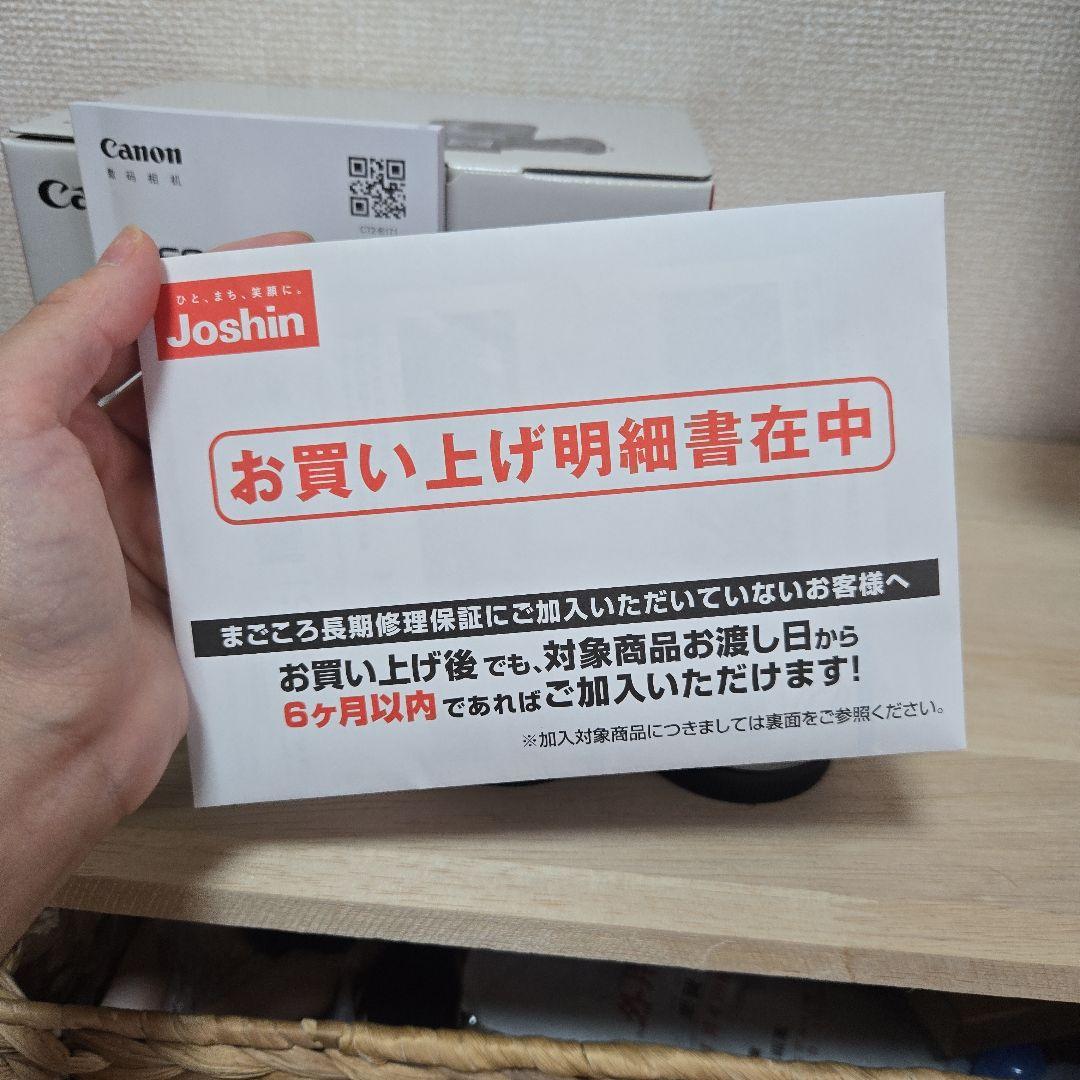 Canon
数码相机
Ca
ひと、まち、笑顔に。
Joshin
お買い上げ明細書在中
まごころ長期修理保証にご加入いただいていないお客様へ
お買い上げ後でも、対象商品お渡し日から
6ヶ月以内であればご加入いただけます!
※加入対象商品につきましては裏面をご参照ください。